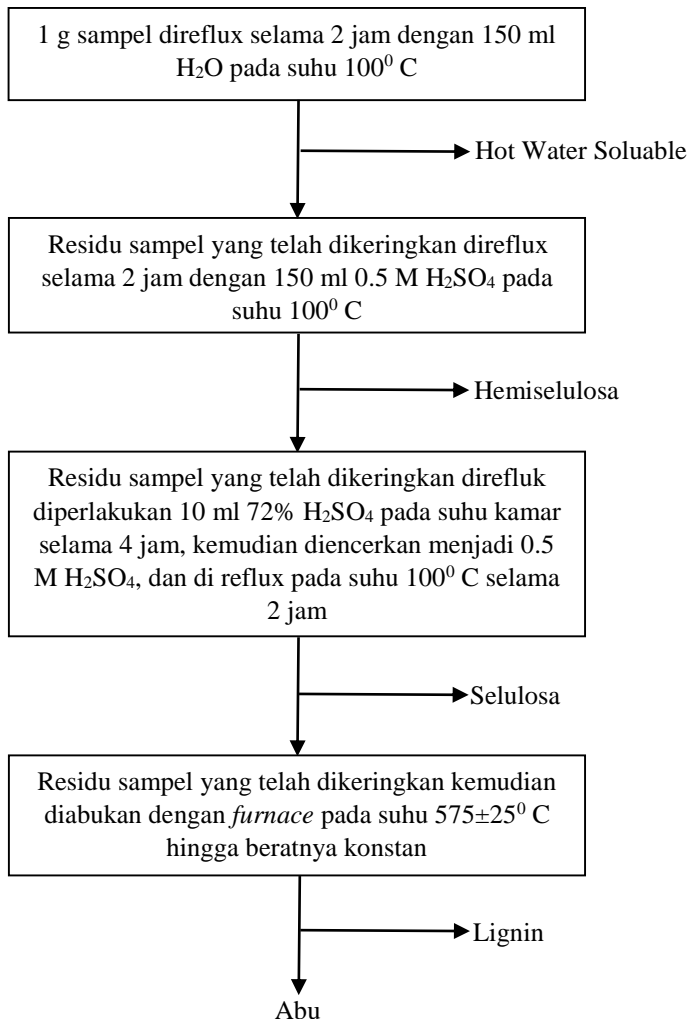 1 g sampel direflux selama 2 jam dengan 150 ml
H₂O pada suhu 100⁰ C
Hot Water Soluable
Residu sampel yang telah dikeringkan direflux
selama 2 jam dengan 150 ml 0.5 M H₂SO₄ pada
suhu 100⁰ C
Hemiselulosa
Residu sampel yang telah dikeringkan direfluk
diperlakukan 10 ml 72% H₂SO₄ pada suhu kamar
selama 4 jam, kemudian diencerkan menjadi 0.5
M H₂SO₄, dan di reflux pada suhu 100⁰ C selama
2 jam
Selulosa
Residu sampel yang telah dikeringkan kemudian
diabukan dengan furnace pada suhu 575±25⁰ C
hingga beratnya konstan
Lignin
Abu